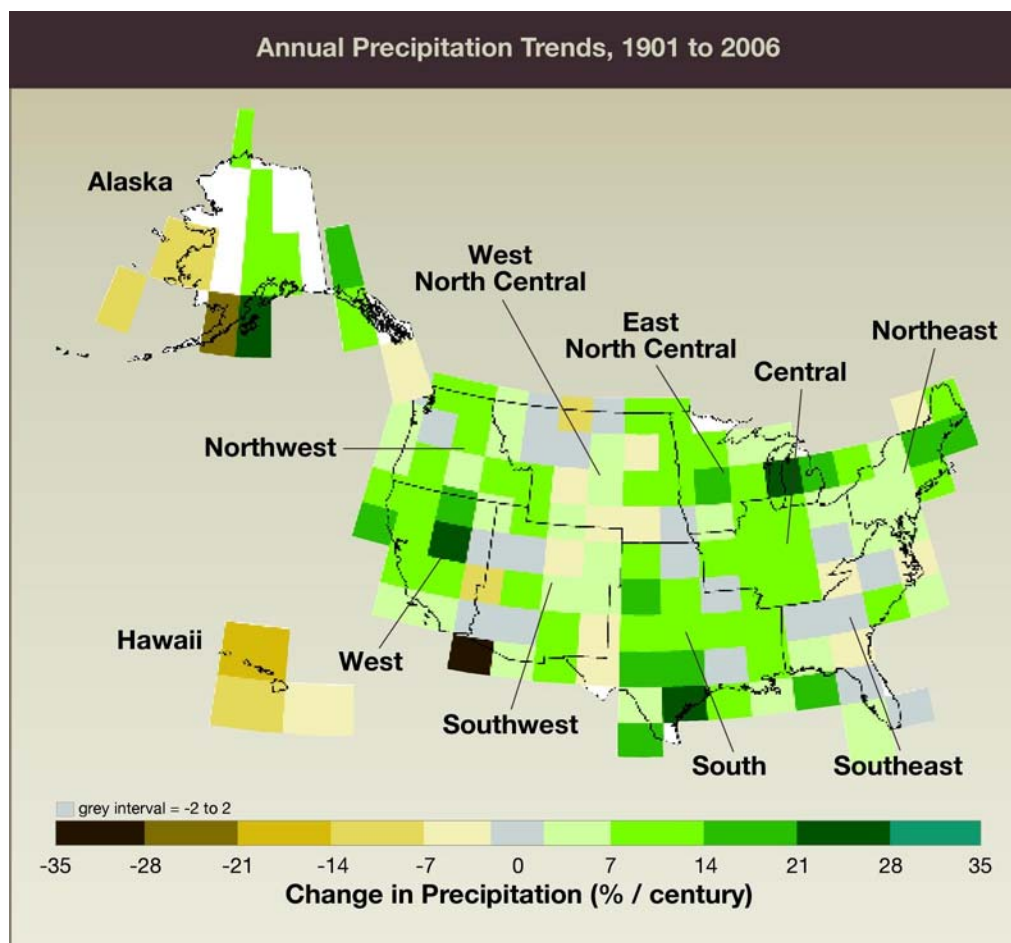 Annual Precipitation Trends, 1901 to 2006
Alaska
West
North Central
East
North Central
Northeast
Central
Northwest
Hawaii
West
Southwest
South
Southeast
grey interval = -2 to 2
-35 -28 -21 -14 -7 0 7 14 21 28 35
Change in Precipitation (% / century)